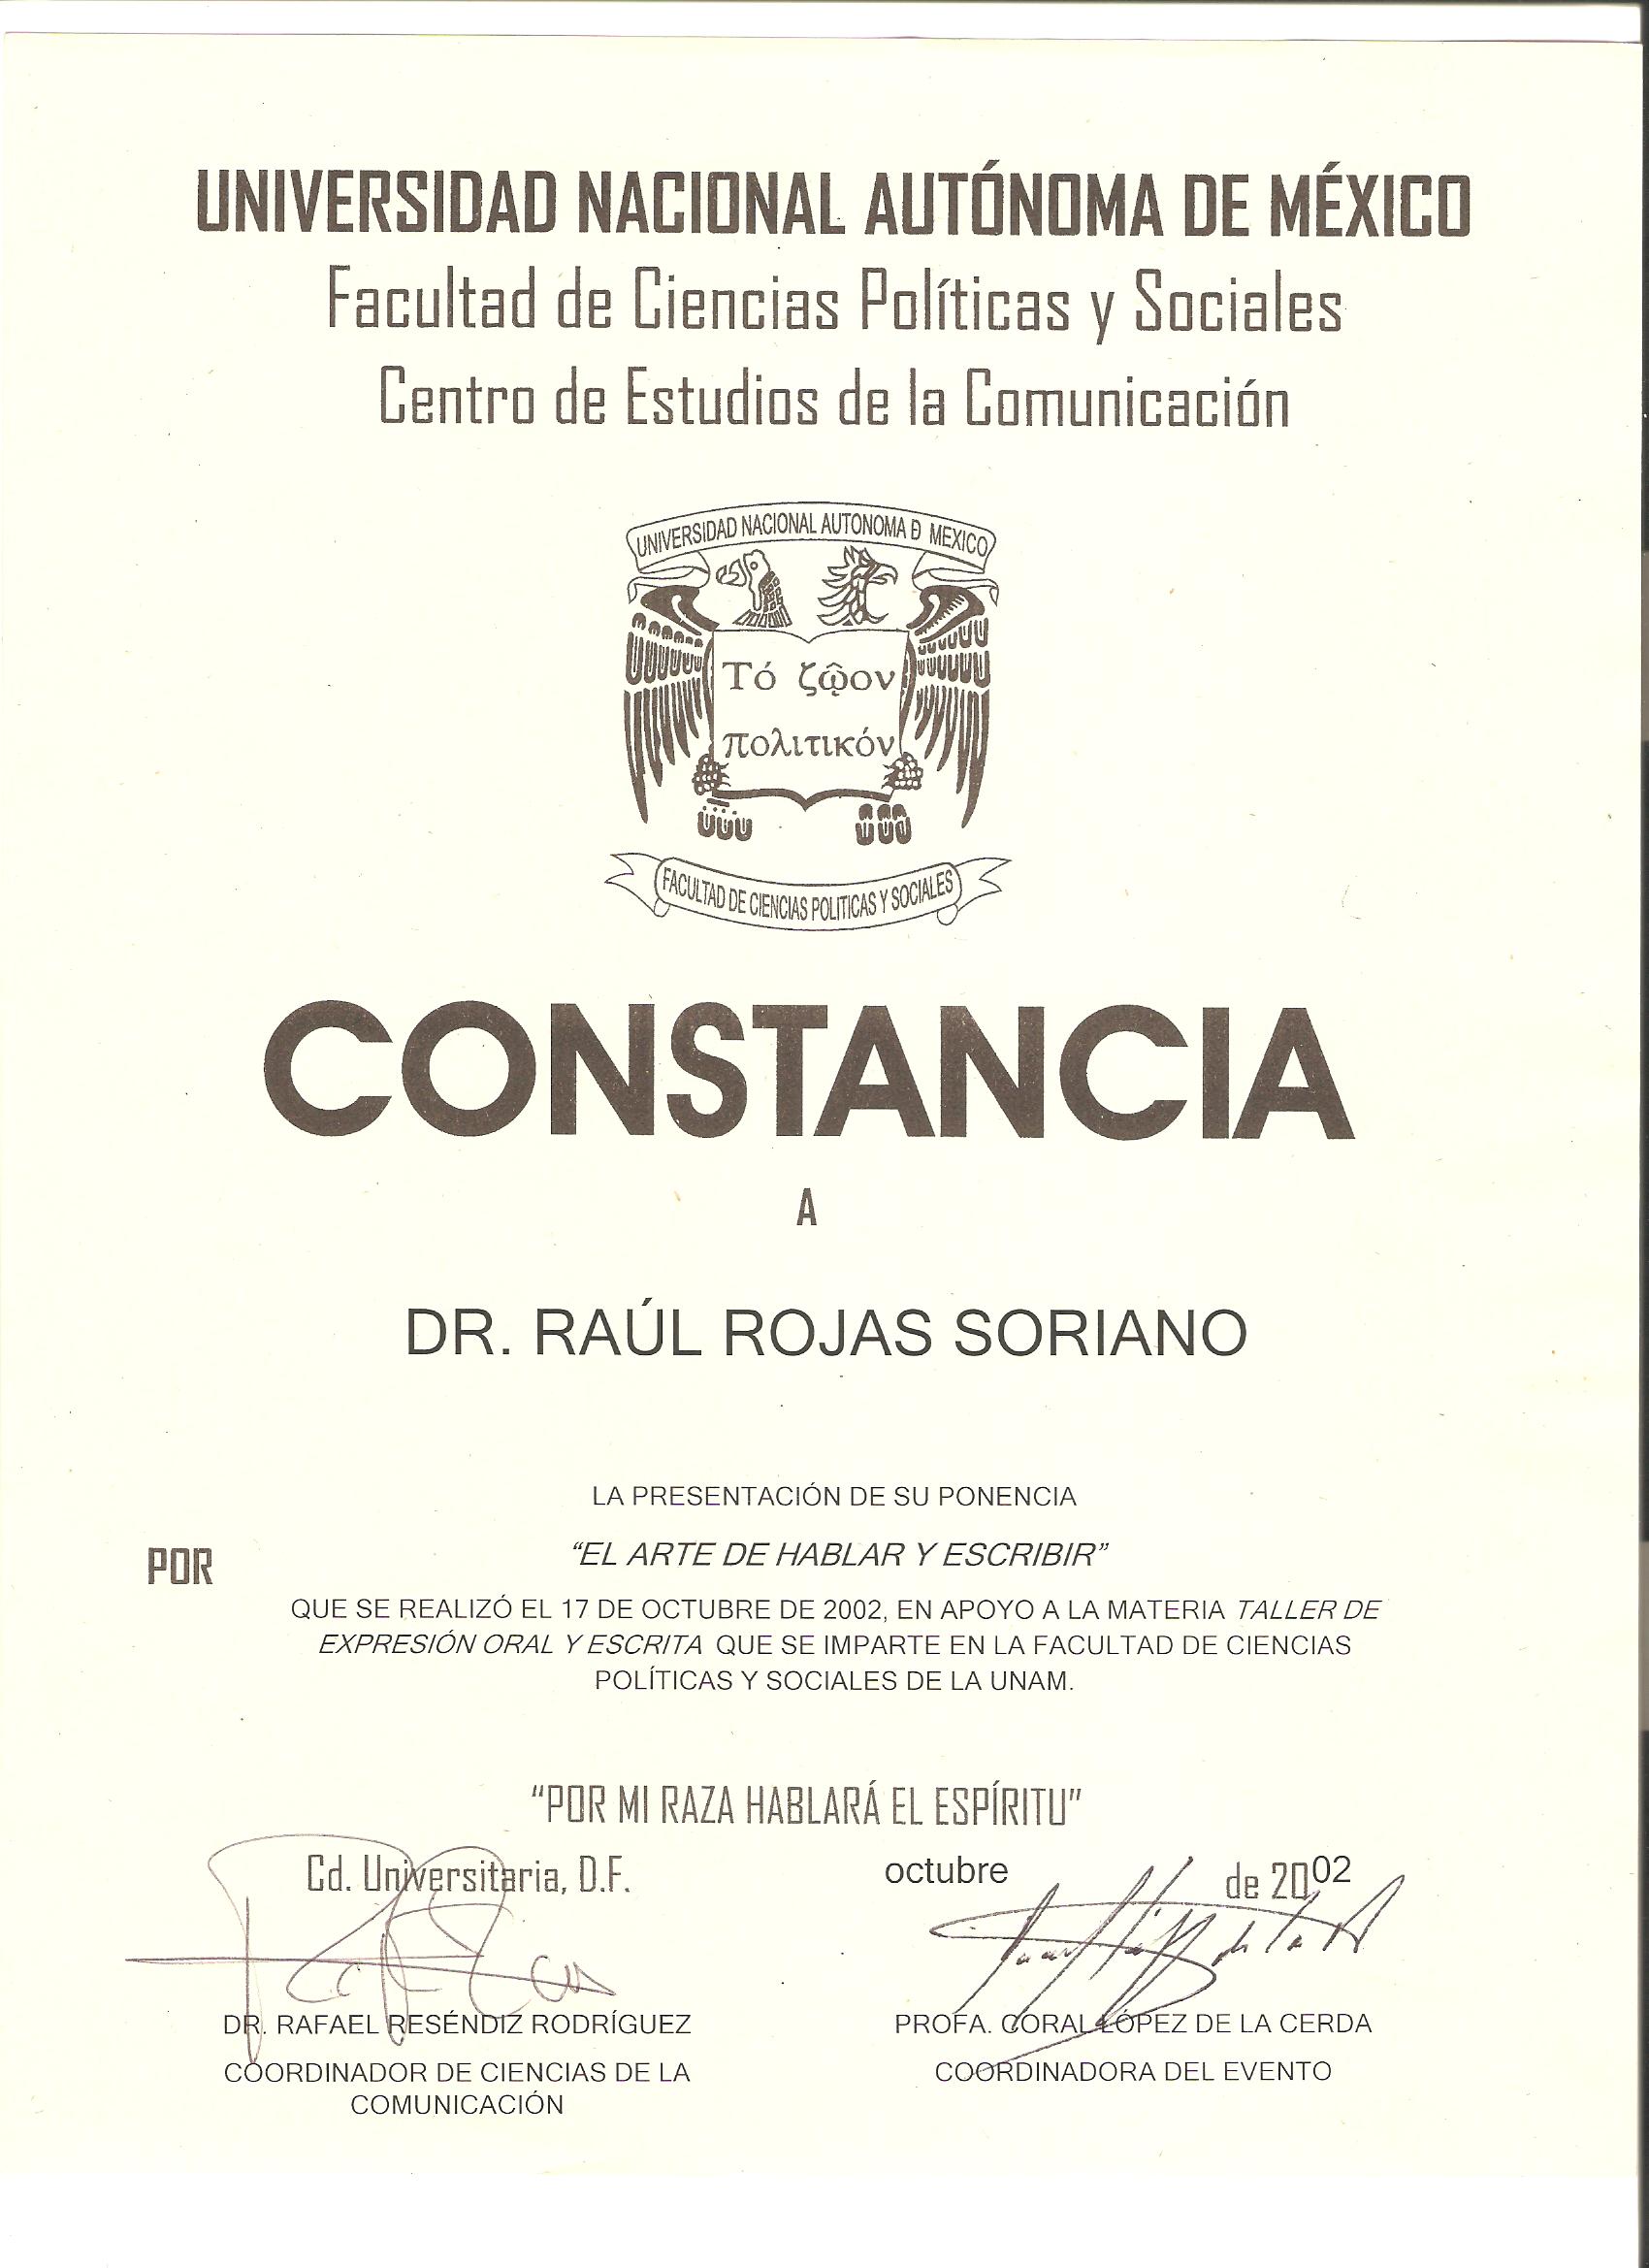 UNIVERSIDAD NACIONAL AUTÓNOMA DE MÉXICO
Facultad de Ciencias Políticas y Sociales
Centro de Estudios de la Comunicación
UNIVERSIDAD NACIONAL AUTONOMA Đ MEXICO
Τό ζῷον
πολιτικόν
FACULTAD DE CIENCIAS POLITICAS Y SOCIALES
CONSTANCIA
A
DR. RAÚL ROJAS SORIANO
LA PRESENTACIÓN DE SU PONENCIA
POR
"EL ARTE DE HABLAR Y ESCRIBIR"
QUE SE REALIZÓ EL 17 DE OCTUBRE DE 2002, EN APOYO A LA MATERIA TALLER DE
EXPRESIÓN ORAL Y ESCRITA QUE SE IMPARTE EN LA FACULTAD DE CIENCIAS
POLÍTICAS Y SOCIALES DE LA UNAM.
"POR MI RAZA HABLARÁ EL ESPÍRITU"
Cd. Universitaria, D.F. octubre de 2002
DR. RAFAEL RESÉNDIZ RODRÍGUEZ
COORDINADOR DE CIENCIAS DE LA
COMUNICACIÓN
PROFA. CORAL LÓPEZ DE LA CERDA
COORDINADORA DEL EVENTO